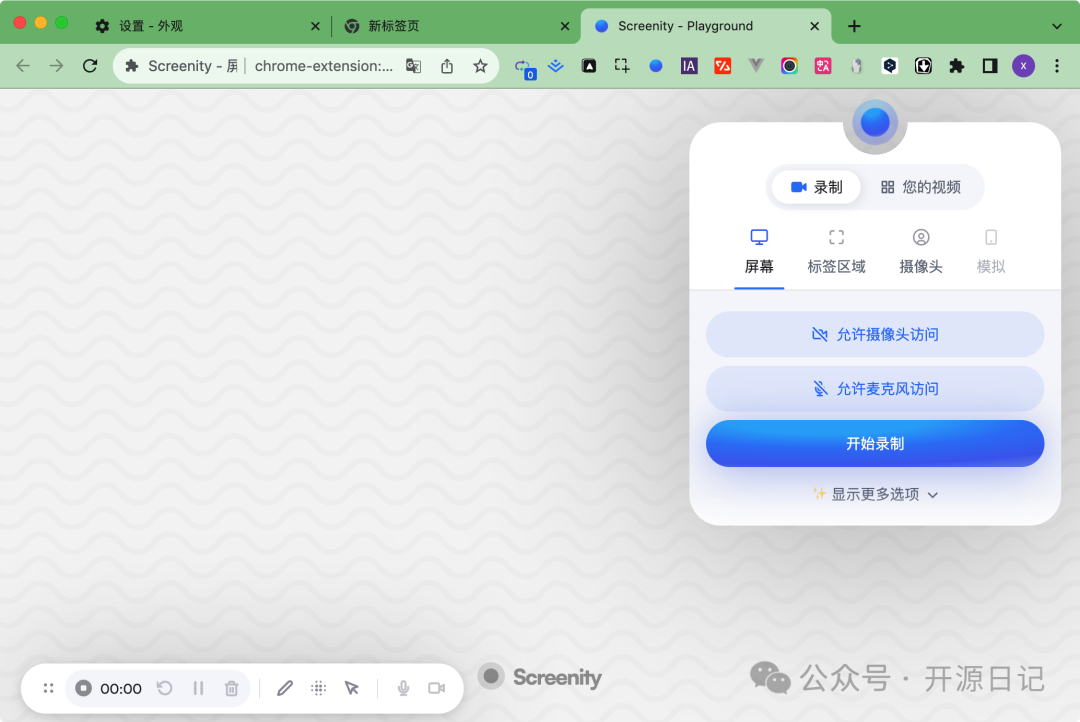 设置 - 外观
新标签页
Screenity - Playground
Screenity - 屏
chrome-extension:...
0
IA
X
录制
您的视频
屏幕
标签区域
摄像头
模拟
允许摄像头访问
允许麦克风访问
开始录制
✨ 显示更多选项
00:00
Screenity
公众号 · 开源日记